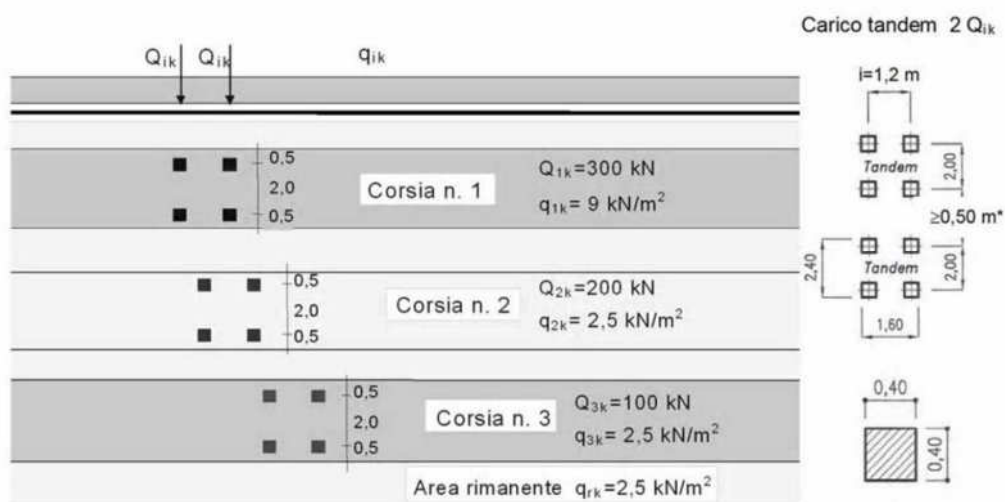 Carico tandem 2 Qik
Qik Qik qik
i=1,2 m
0,5
2,0
0,5
Corsia n. 1
Q1k=300 kN
q1k= 9 kN/m²
Tandem
2,00
≥0,50 m*
0,5
2,0
0,5
Corsia n. 2
Q2k=200 kN
q2k= 2,5 kN/m²
2,40
Tandem
2,00
1,60
0,5
2,0
0,5
Corsia n. 3
Q3k=100 kN
q3k= 2,5 kN/m²
0,40
0,40
Area rimanente qrk=2,5 kN/m²